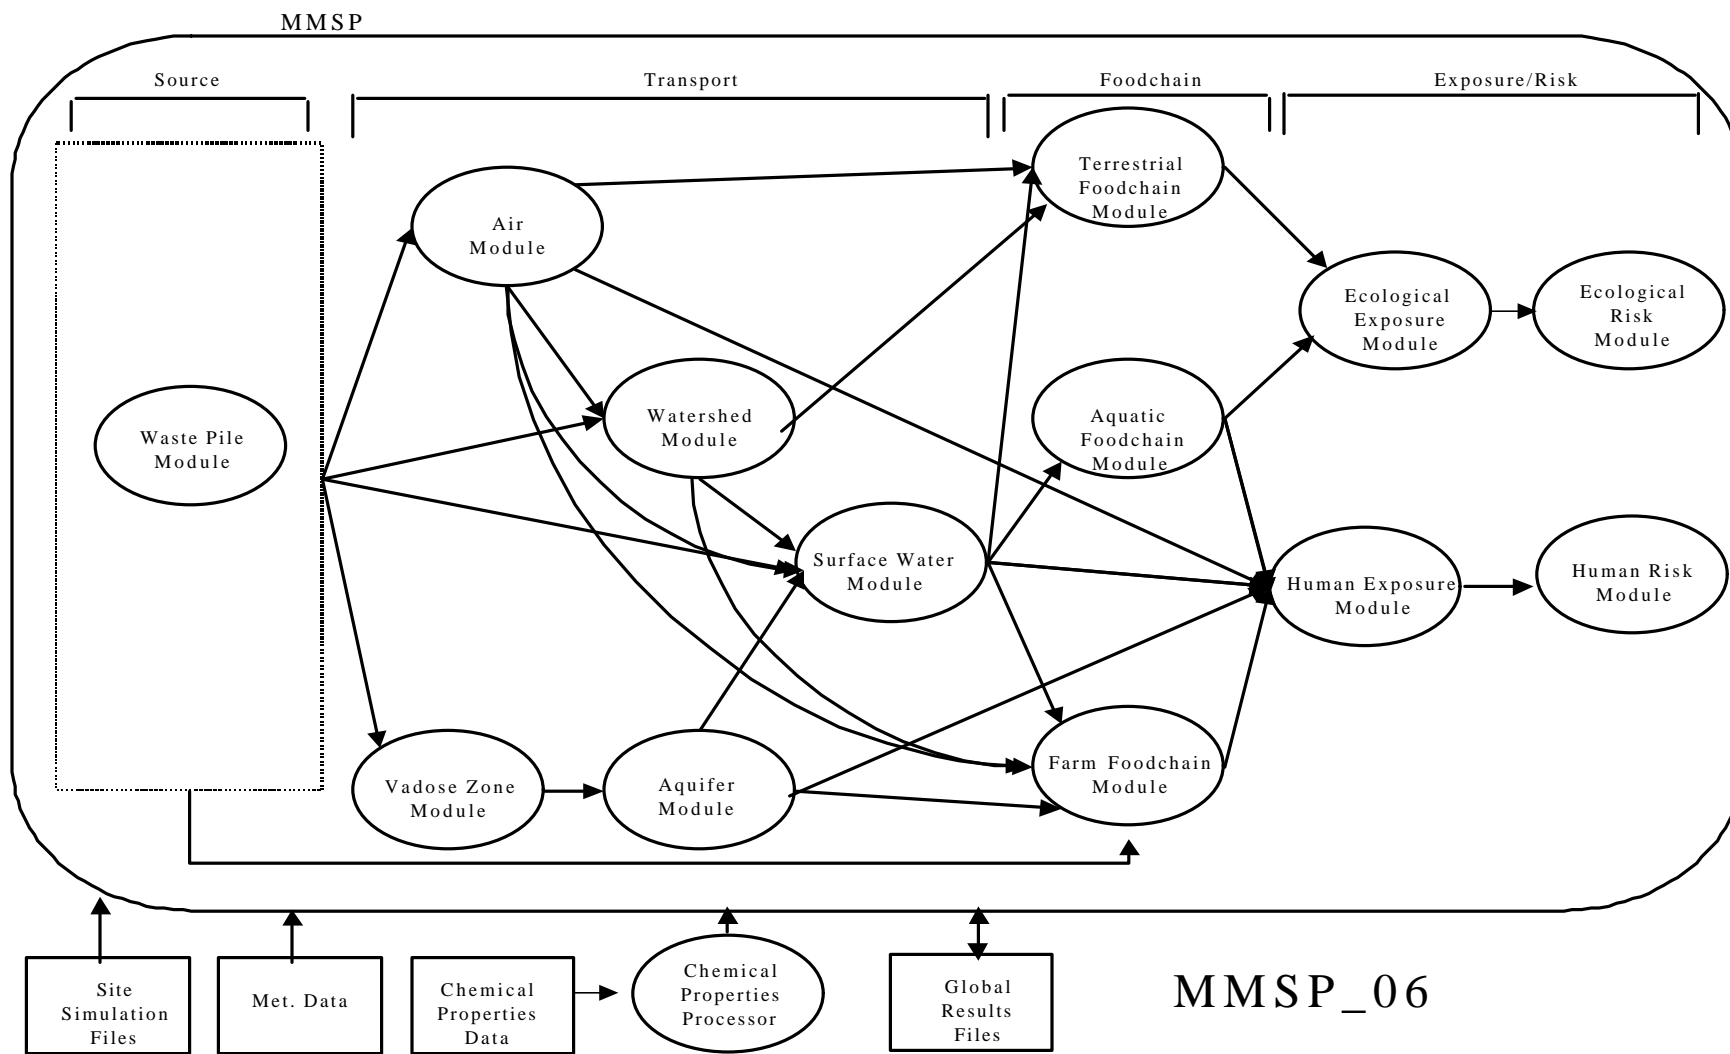 MMSP
Source
Transport
Foodchain
Exposure/Risk
Terrestrial
Foodchain
Module
Air
Module
Ecological
Exposure
Module
Ecological
Risk
Module
Waste Pile
Module
Watershed
Module
Aquatic
Foodchain
Module
Surface Water
Module
Human Exposure
Module
Human Risk
Module
Vadose Zone
Module
Aquifer
Module
Farm Foodchain
Module
Site
Simulation
Files
Met. Data
Chemical
Properties
Data
Chemical
Properties
Processor
Global
Results
Files
MMSP_06